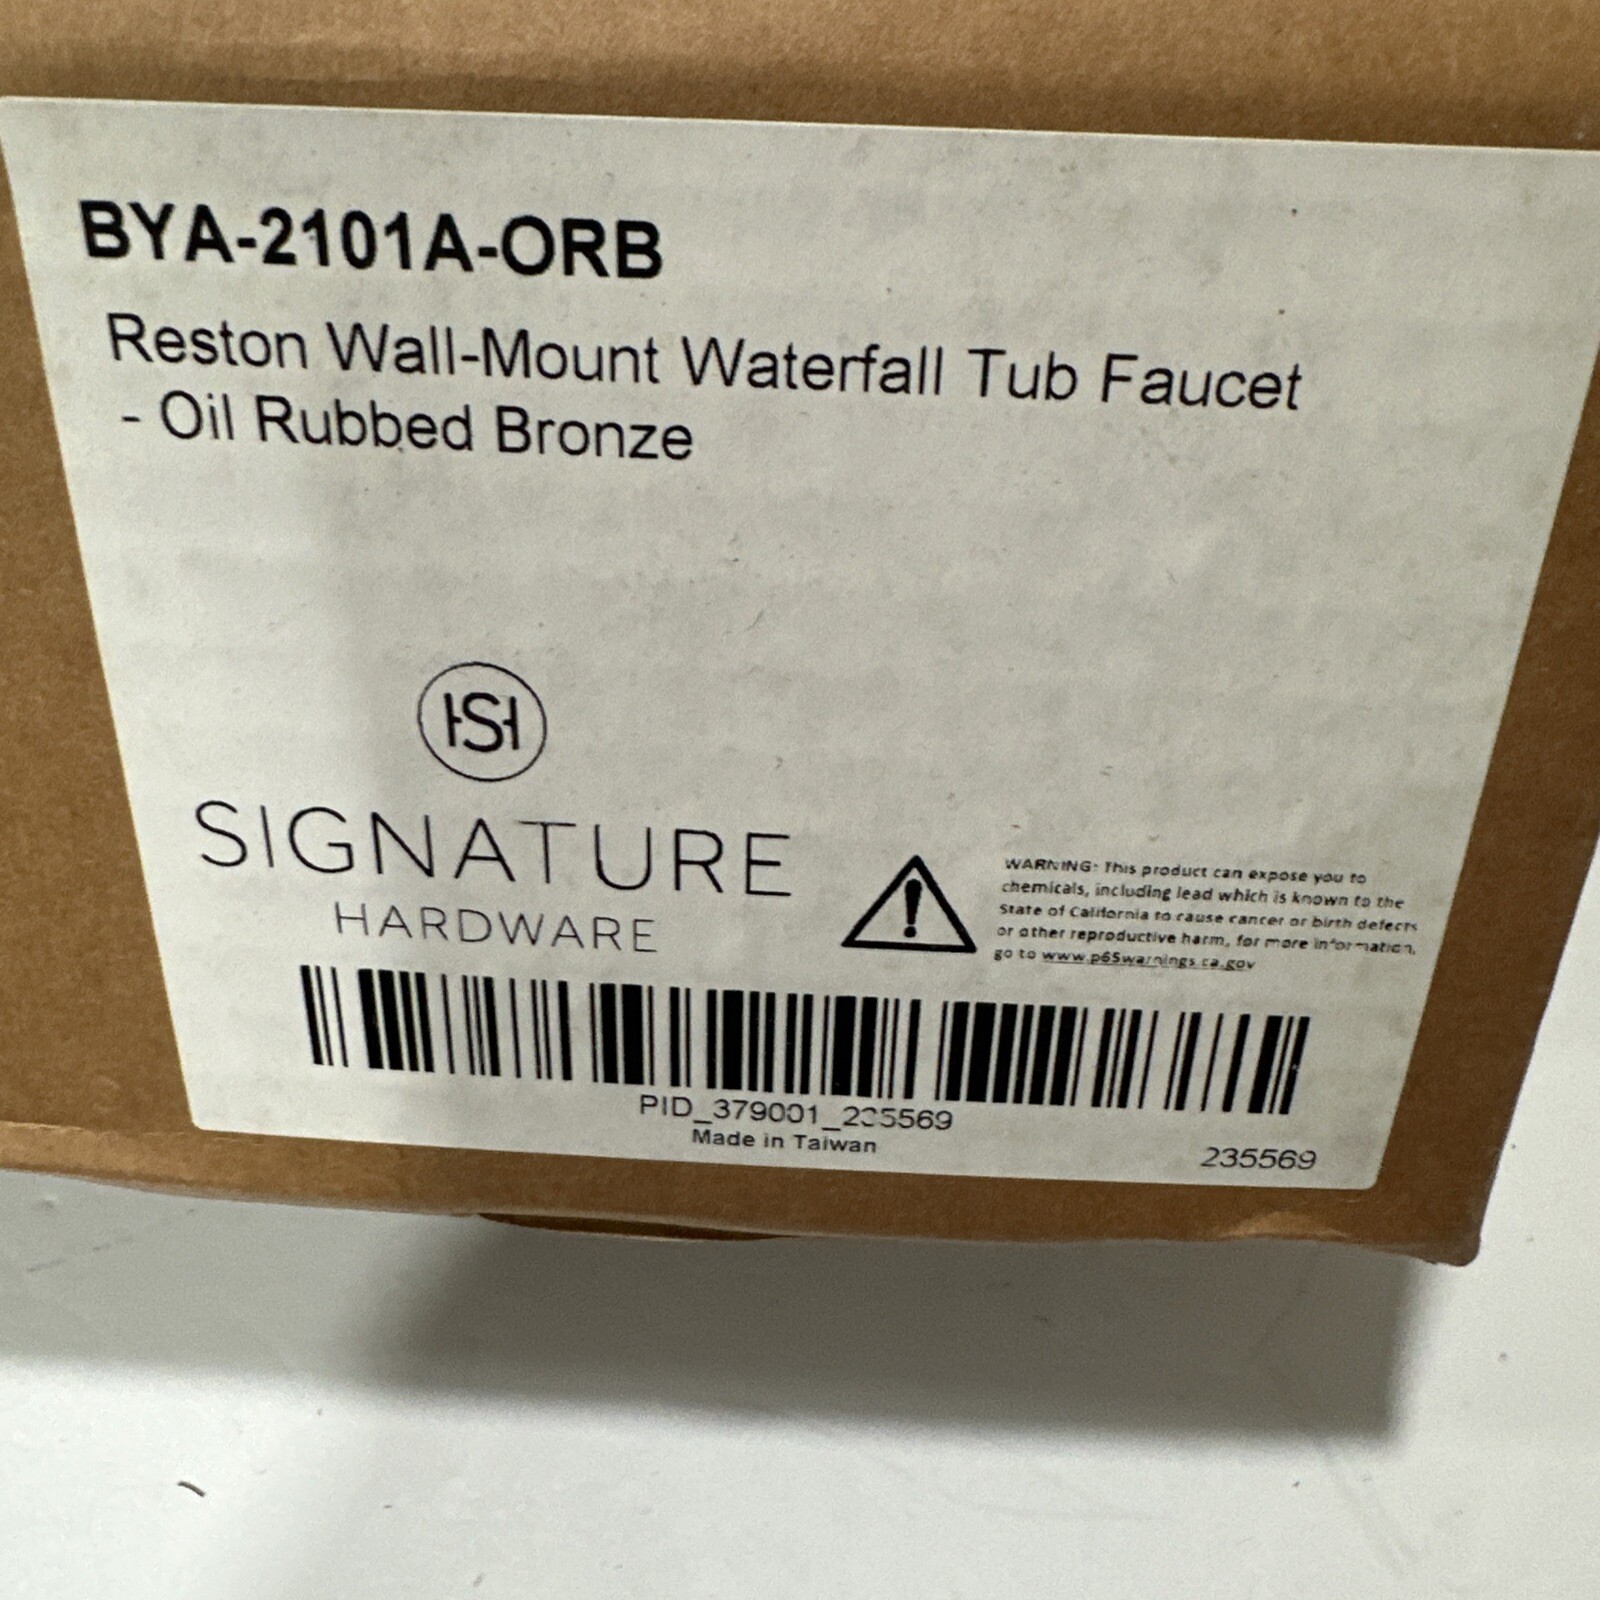 BYA-2101A-ORB
Reston Wall-Mount Waterfall Tub Faucet
- Oil Rubbed Bronze
HSH
SIGNATURE
HARDWARE
WARNING: This product can expose you to
chemicals, including lead which is known to the
State of California to cause cancer or birth defects
or other reproductive harm, for more information,
go to www.p65warnings.ca.gov
PID_379001_235569
Made in Taiwan
235569